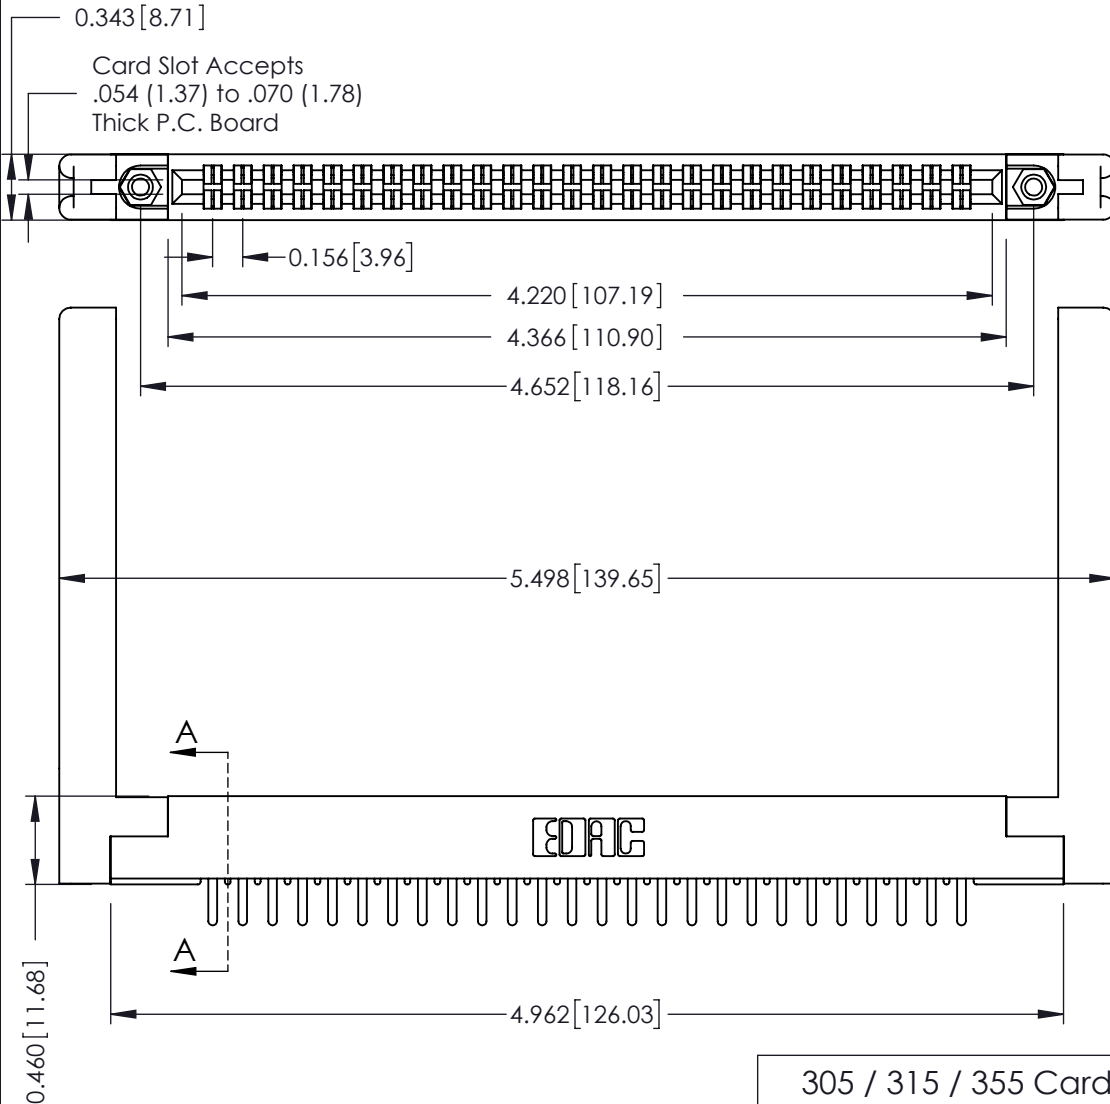 0.343[8.71]
Card Slot Accepts
.054 (1.37) to .070 (1.78)
Thick P.C. Board
0.156[3.96]
4.220[107.19]
4.366[110.90]
4.652[118.16]
5.498[139.65]
A
EDAC
A
4.962[126.03]
0.460[11.68]
305 / 315 / 355 Card